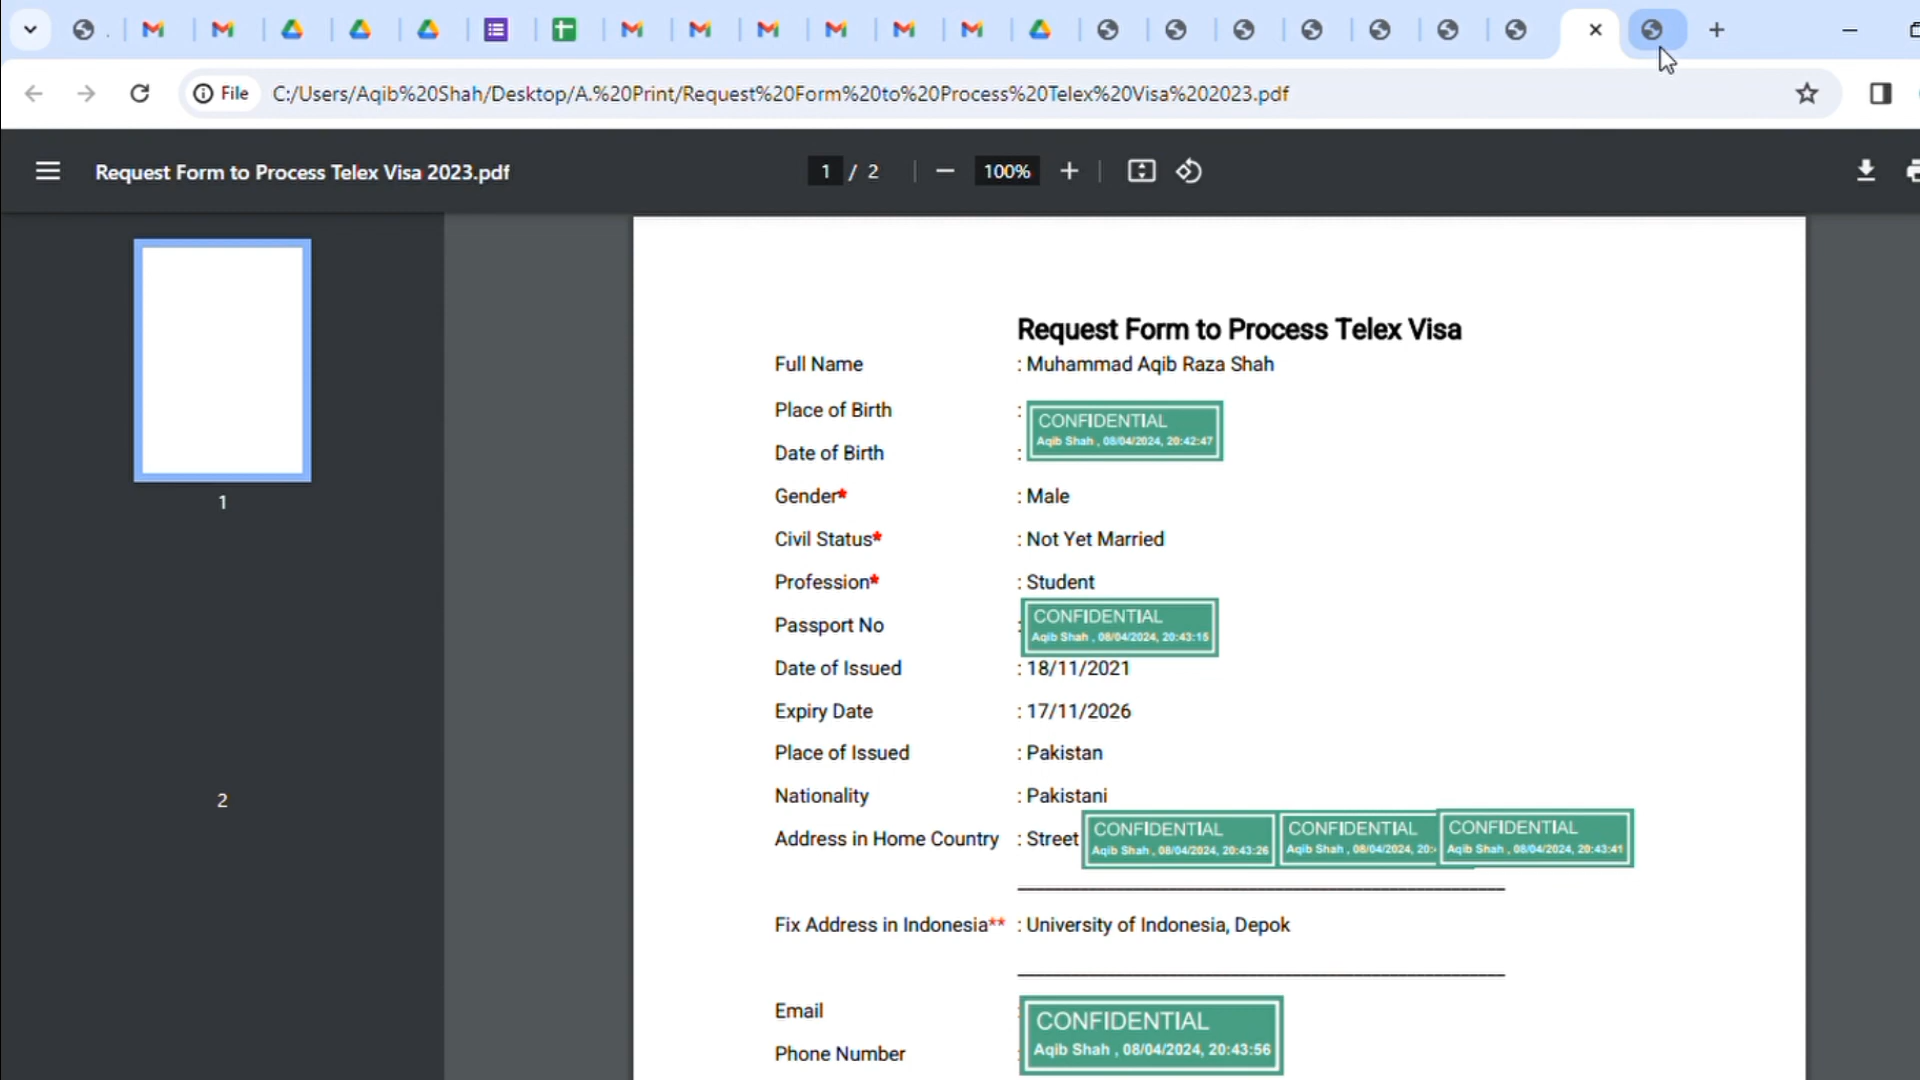 File C:/Users/Aqib%20Shah/Desktop/A.%20Print/Request%20Form%20to%20Process%20Telex%20Visa%202023.pdf
Request Form to Process Telex Visa 2023.pdf 1 / 2 100%
1
2
Request Form to Process Telex Visa
Full Name : Muhammad Aqib Raza Shah
Place of Birth :
CONFIDENTIAL
Aqib Shah , 08/04/2024, 20:42:47
Date of Birth :
Gender* : Male
Civil Status* : Not Yet Married
Profession* : Student
Passport No :
CONFIDENTIAL
Aqib Shah , 08/04/2024, 20:43:15
Date of Issued : 18/11/2021
Expiry Date : 17/11/2026
Place of Issued : Pakistan
Nationality : Pakistani
Address in Home Country : Street
CONFIDENTIAL CONFIDENTIAL CONFIDENTIAL
Aqib Shah , 08/04/2024, 20:43:26 Aqib Shah , 08/04/2024, 20: Aqib Shah , 08/04/2024, 20:43:41
Fix Address in Indonesia** : University of Indonesia, Depok
Email :
CONFIDENTIAL
Aqib Shah , 08/04/2024, 20:43:56
Phone Number :